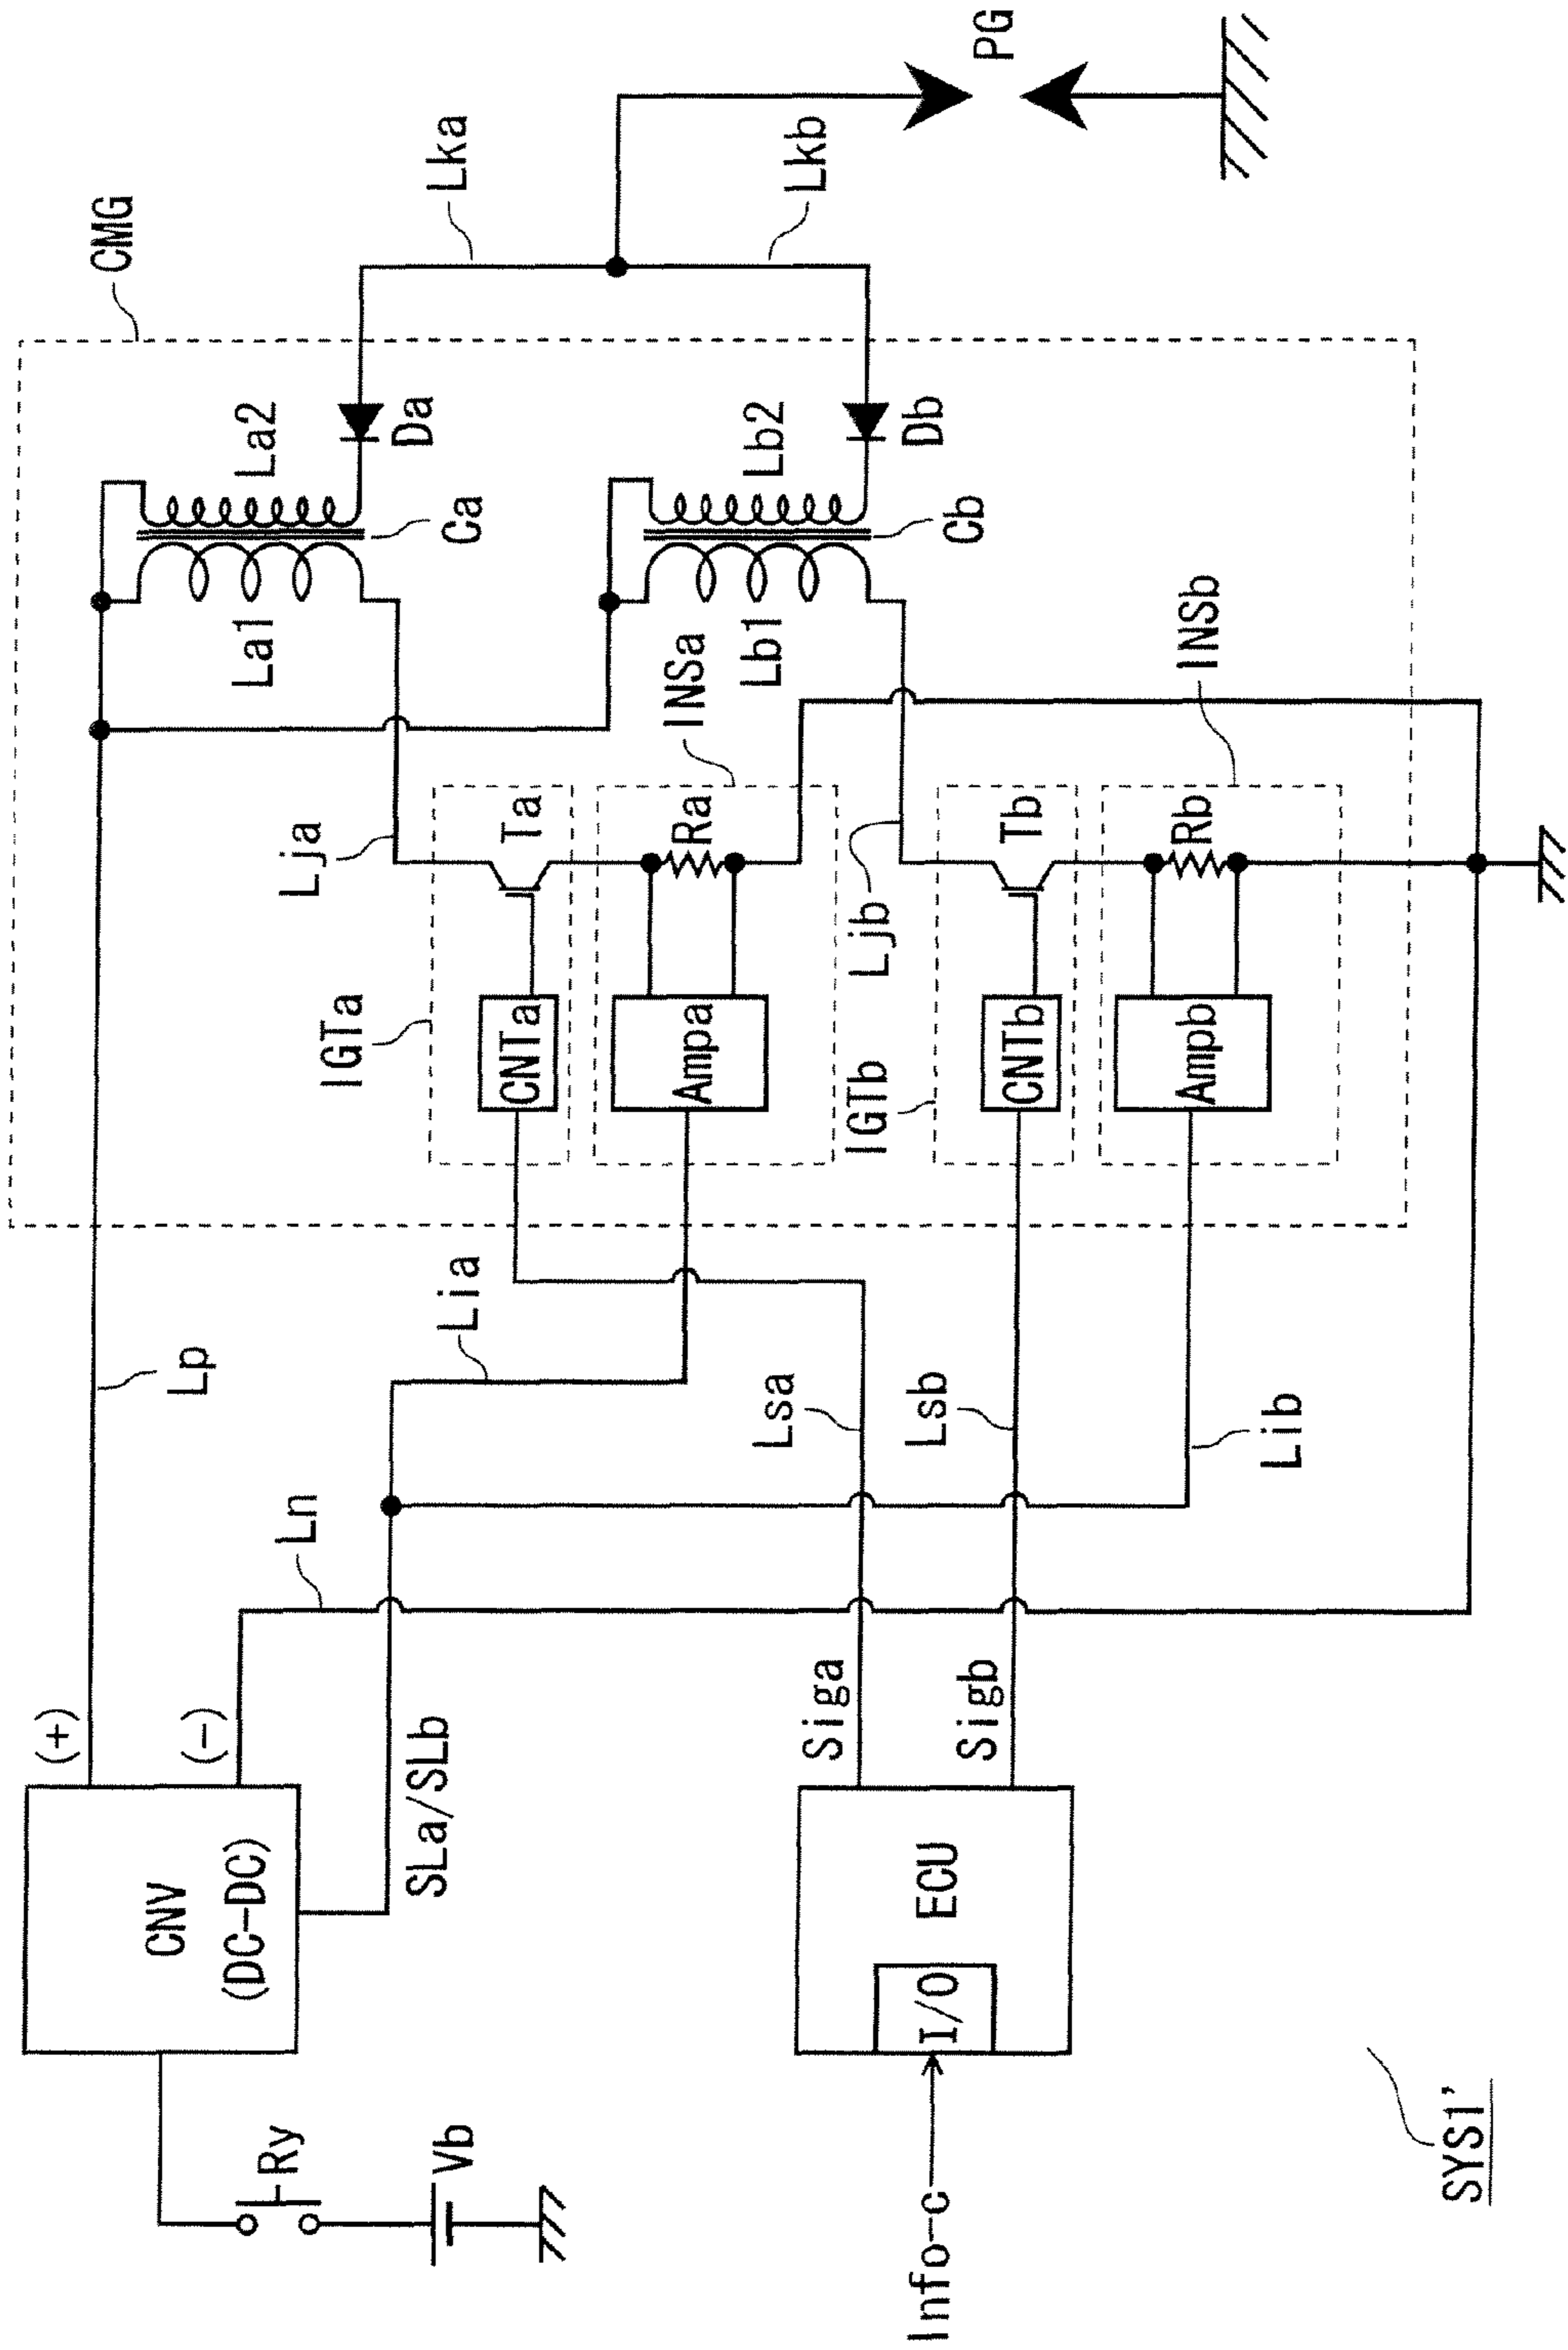 CMG
Lka
Lkb
PG
La2
Da
Ca
La1
Lb2
Db
Cb
Lb1
INSa
INSb
Lja
Ta
Ra
Ljb
Tb
Rb
IGTa
CNTa
Ampa
IGTb
CNTb
Ampb
Lp
Lia
Lsa
Lsb
Lib
Ln
(+)
(-)
SLa/SLb
Siga
Sigb
CNV
(DC-DC)
ECU
I/O
Ry
Vb
Info-c
SYS1'